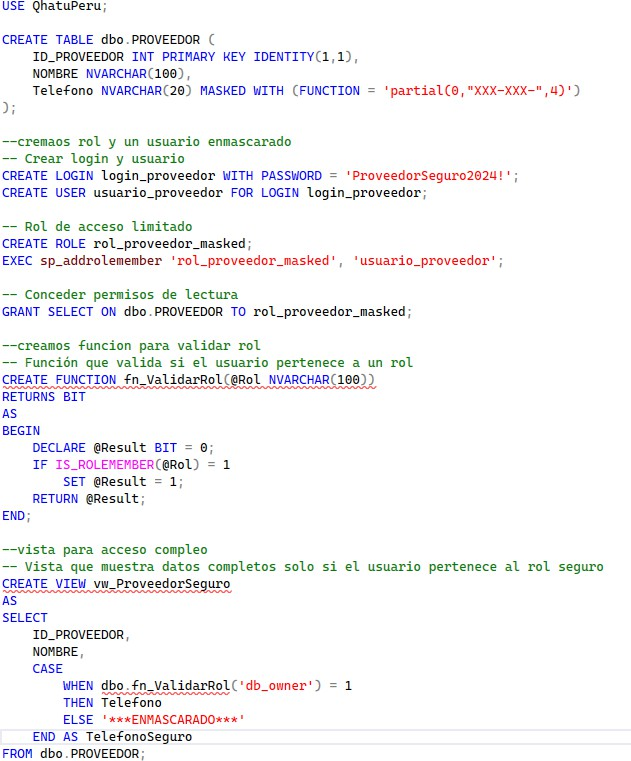 USE QhatuPeru;
CREATE TABLE dbo.PROVEEDOR (
ID_PROVEEDOR INT PRIMARY KEY IDENTITY(1,1),
NOMBRE NVARCHAR(100),
Telefono NVARCHAR(20) MASKED WITH (FUNCTION = 'partial(0,"XXX-XXX-",4)')
);
--cremaos rol y un usuario enmascarado
-- Crear login y usuario
CREATE LOGIN login_proveedor WITH PASSWORD = 'ProveedorSeguro2024!';
CREATE USER usuario_proveedor FOR LOGIN login_proveedor;
-- Rol de acceso limitado
CREATE ROLE rol_proveedor_masked;
EXEC sp_addrolemember 'rol_proveedor_masked', 'usuario_proveedor';
-- Conceder permisos de lectura
GRANT SELECT ON dbo.PROVEEDOR TO rol_proveedor_masked;
--creamos funcion para validar rol
-- Función que valida si el usuario pertenece a un rol
CREATE FUNCTION fn_ValidarRol(@Rol NVARCHAR(100))
RETURNS BIT
AS
BEGIN
DECLARE @Result BIT = 0;
IF IS_ROLEMEMBER(@Rol) = 1
SET @Result = 1;
RETURN @Result;
END;
--vista para acceso compleo
-- Vista que muestra datos completos solo si el usuario pertenece al rol seguro
CREATE VIEW vw_ProveedorSeguro
AS
SELECT
ID_PROVEEDOR,
NOMBRE,
CASE
WHEN dbo.fn_ValidarRol('db_owner') = 1
THEN Telefono
ELSE '***ENMASCARADO***'
END AS TelefonoSeguro
FROM dbo.PROVEEDOR;